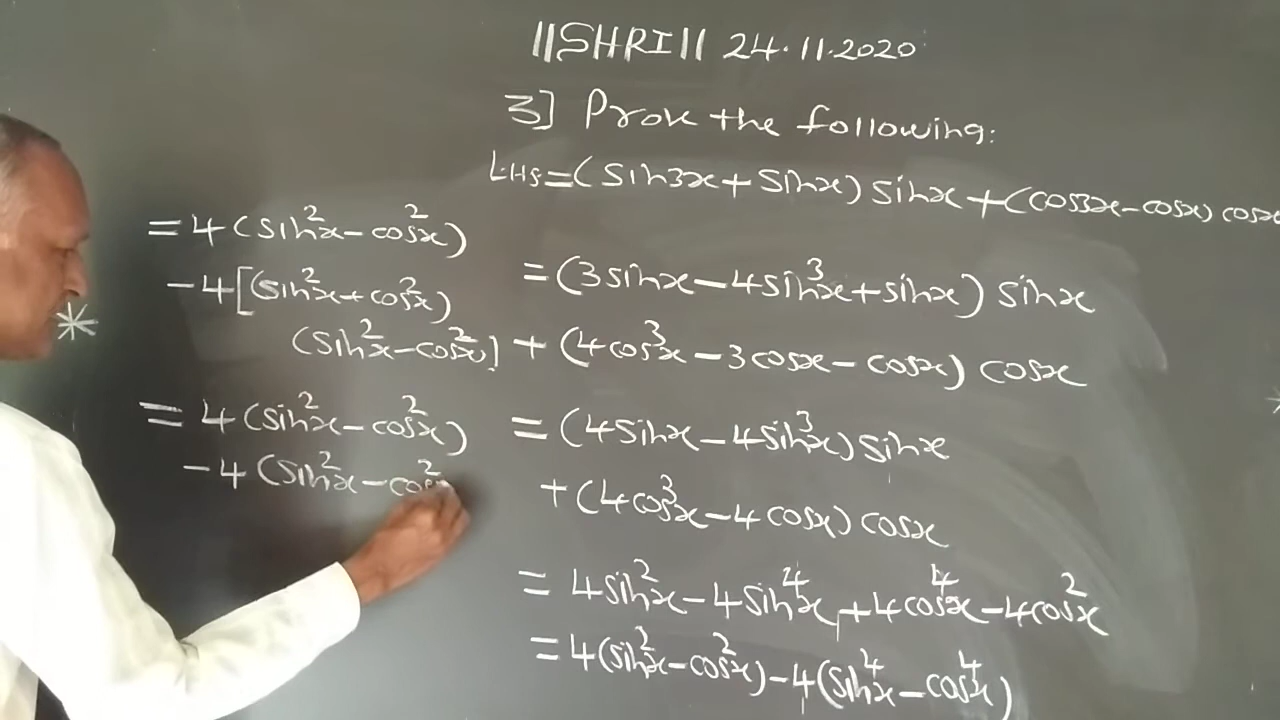 ||SHRI|| 24.11.2020
3] Prove the following:
LHS=(sin3x+sinx)sinx+(cos3x-cosx)cosx
=(3sinx-4sin³x+sinx)sinx
+(4cos³x-3cosx-cosx)cosx
=(4sinx-4sin³x)sinx
+(4cos³x-4cosx)cosx
=4sin²x-4sin⁴x+4cos⁴x-4cos²x
=4(sin²x-cos²x)-4(sin⁴x-cos⁴x)
=4(sin²x-cos²x)
-4[(sin²x+cos²x)
(sin²x-cos²x)]
=4(sin²x-cos²x)
-4(sin²x-cos²
*